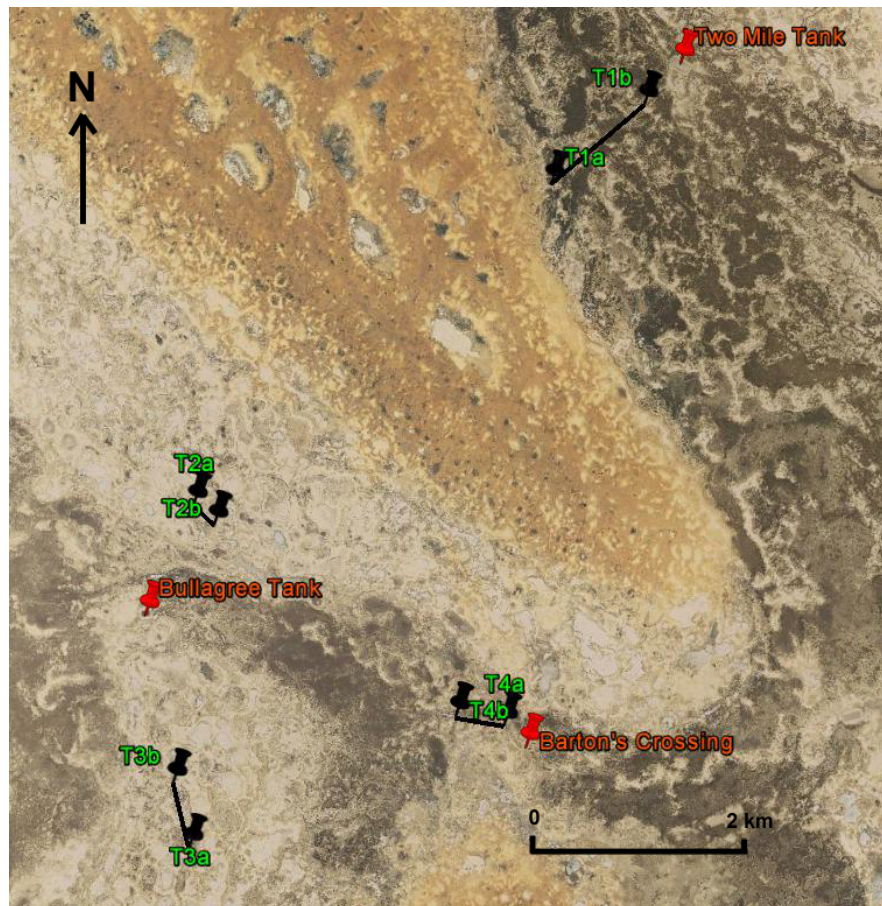 Two Mile Tank
N
T1b
T1a
T2a
T2b
Bullagree Tank
T4a
T4b
Barton's Crossing
T3b
0 2 km
T3a